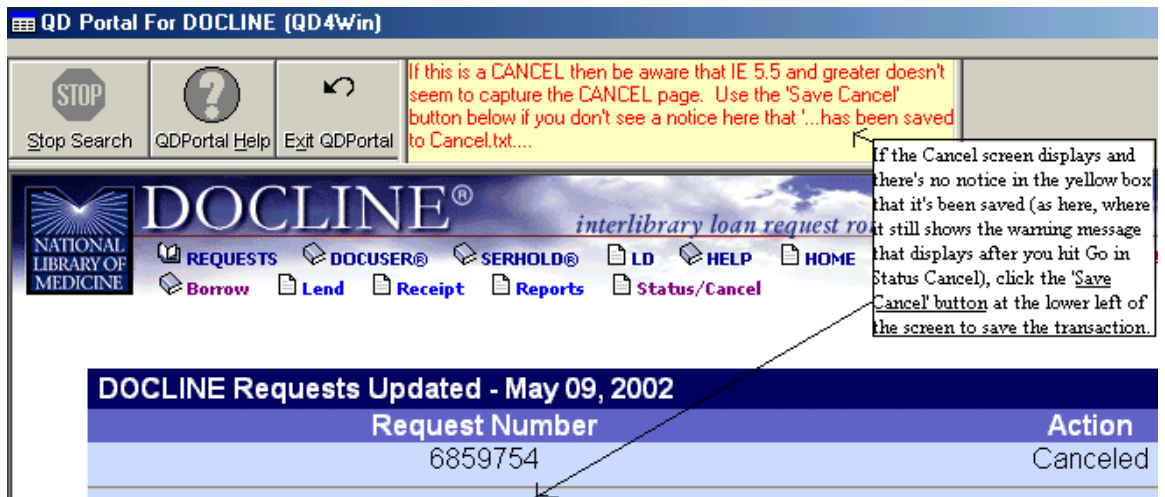 QD Portal For DOCLINE (QD4Win)
STOP
Stop Search
QDPortal Help
Exit QDPortal
If this is a CANCEL then be aware that IE 5.5 and greater doesn't
seem to capture the CANCEL page. Use the 'Save Cancel'
button below if you don't see a notice here that '...has been saved
to Cancel.txt....
If the Cancel screen displays and
there's no notice in the yellow box
that it's been saved (as here, where
it still shows the warning message
that displays after you hit Go in
Status Cancel), click the 'Save
Cancel' button at the lower left of
the screen to save the transaction.
NATIONAL
LIBRARY OF
MEDICINE
DOCLINE®
interlibrary loan request
REQUESTS DOCUSER® SERHOLD® LD HELP HOME
Borrow Lend Receipt Reports Status/Cancel
DOCLINE Requests Updated - May 09, 2002
Request Number Action
6859754 Canceled